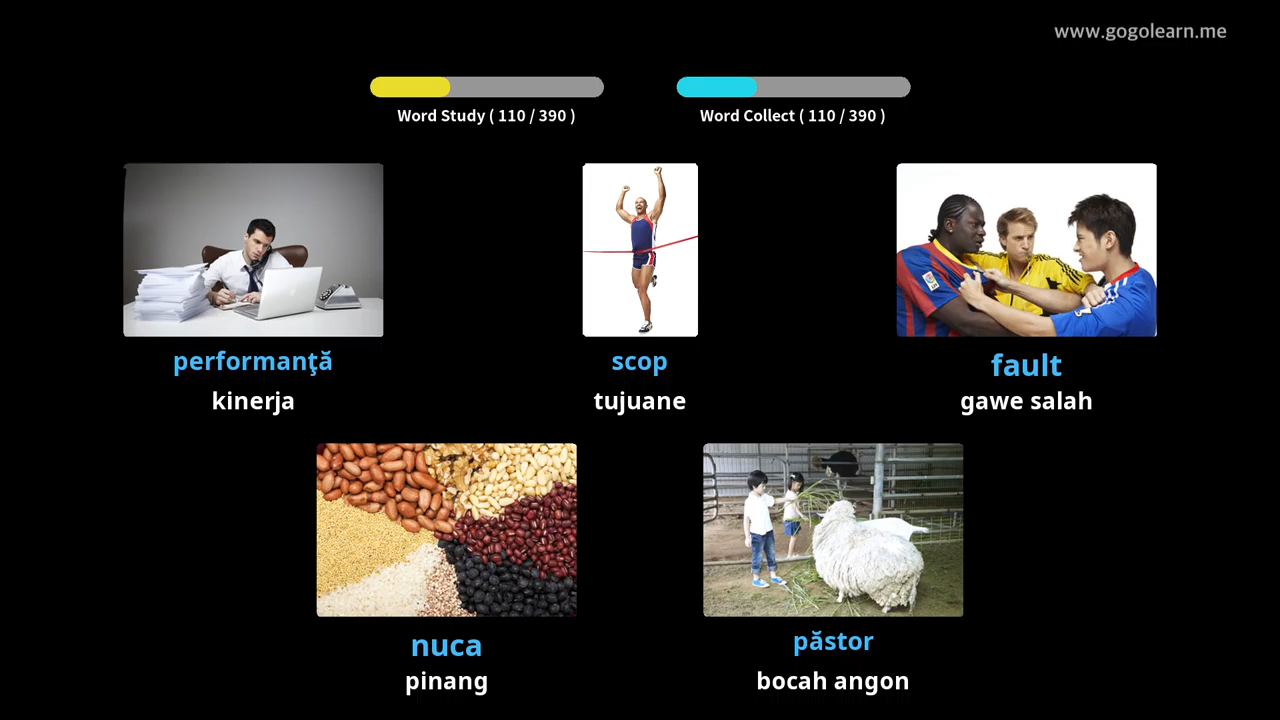 www.gogolearn.me
Word Study ( 110 / 390 )
Word Collect ( 110 / 390 )
performanţă
kinerja
scop
tujuane
fault
gawe salah
nuca
pinang
păstor
bocah angon